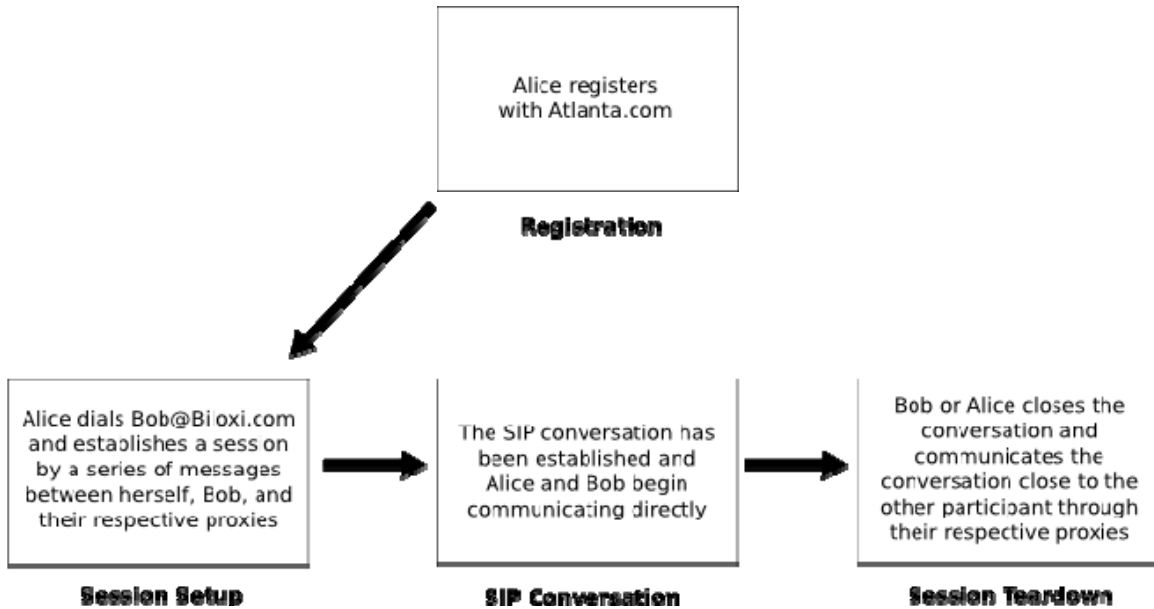 Alice registers
with Atlanta.com
Registration
Alice dials Bob@Biloxi.com
and establishes a session
by a series of messages
between herself, Bob, and
their respective proxies
Session Setup
The SIP conversation has
been established and
Alice and Bob begin
communicating directly
SIP Conversation
Bob or Alice closes the
conversation and
communicates the
conversation close to the
other participant through
their respective proxies
Session Teardown